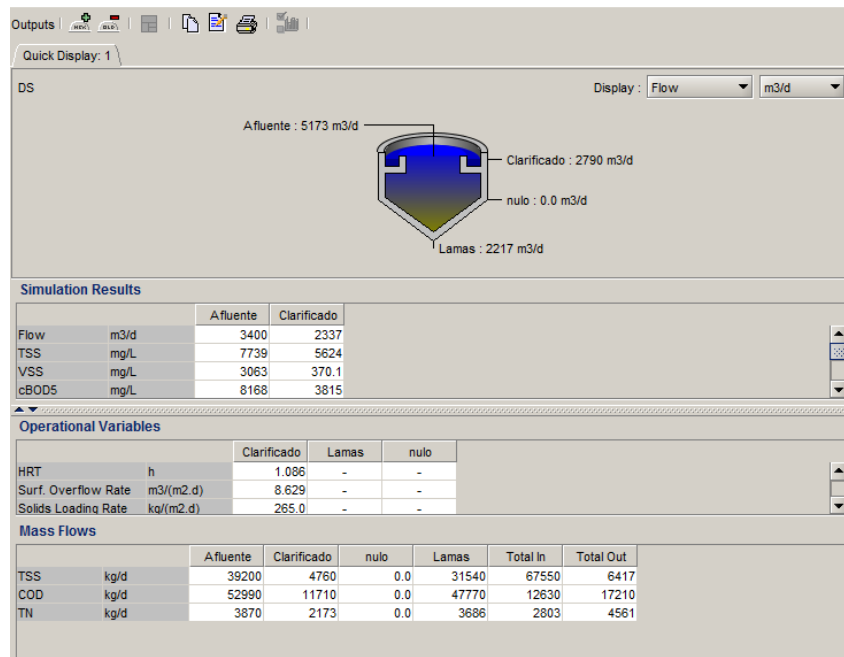 Outputs NEW OLD
Quick Display: 1
DS Display : Flow m3/d
Afluente : 5173 m3/d
Clarificado : 2790 m3/d
nulo : 0.0 m3/d
Lamas : 2217 m3/d
Simulation Results
Afluente Clarificado
Flow m3/d 3400 2337
TSS mg/L 7739 5624
VSS mg/L 3063 370.1
cBOD5 mg/L 8168 3815
Operational Variables
Clarificado Lamas nulo
HRT h 1.086 - -
Surf. Overflow Rate m3/(m2.d) 8.629 - -
Solids Loading Rate kg/(m2.d) 265.0 - -
Mass Flows
Afluente Clarificado nulo Lamas Total In Total Out
TSS kg/d 39200 4760 0.0 31540 67550 6417
COD kg/d 52990 11710 0.0 47770 12630 17210
TN kg/d 3870 2173 0.0 3686 2803 4561